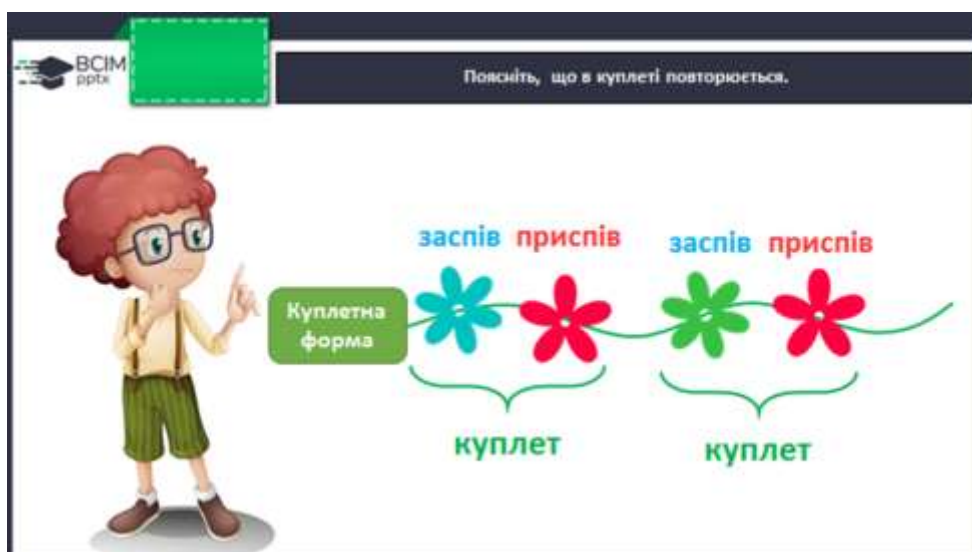 ВСІМ
pptx
Поясніть, що в куплеті повторюється.
заспів приспів заспів приспів
Куплетна
форма
куплет куплет